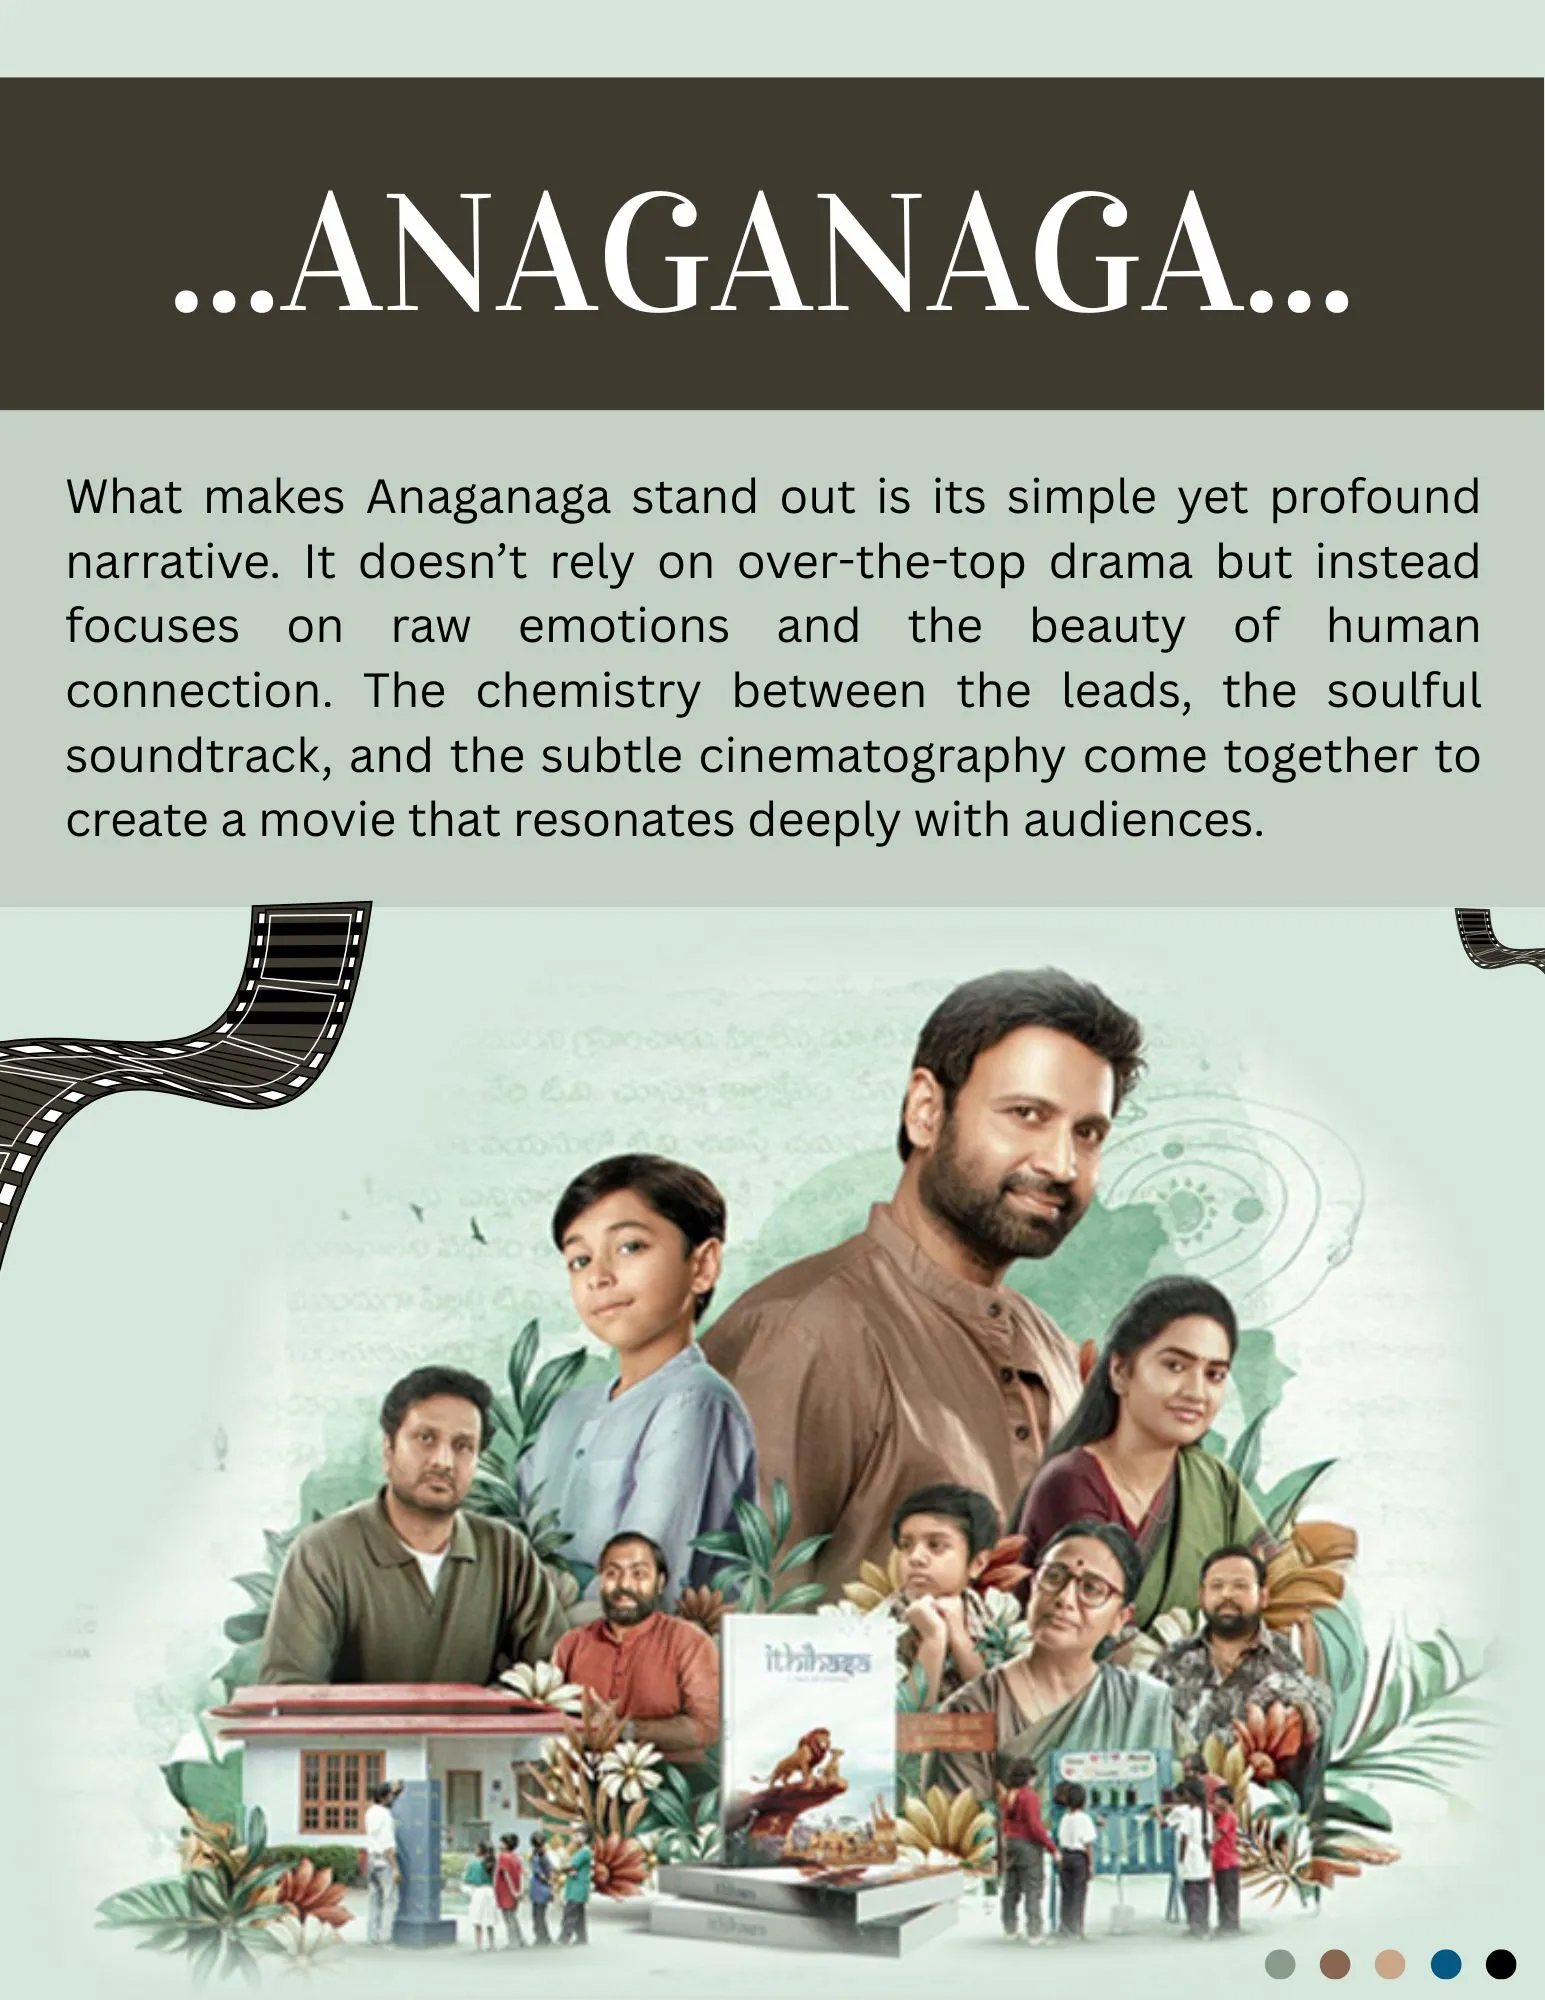 ...ANAGANAGA...
What makes Anaganaga stand out is its simple yet profound
narrative. It doesn’t rely on over-the-top drama but instead
focuses on raw emotions and the beauty of human
connection. The chemistry between the leads, the soulful
soundtrack, and the subtle cinematography come together to
create a movie that resonates deeply with audiences.
ithihasa